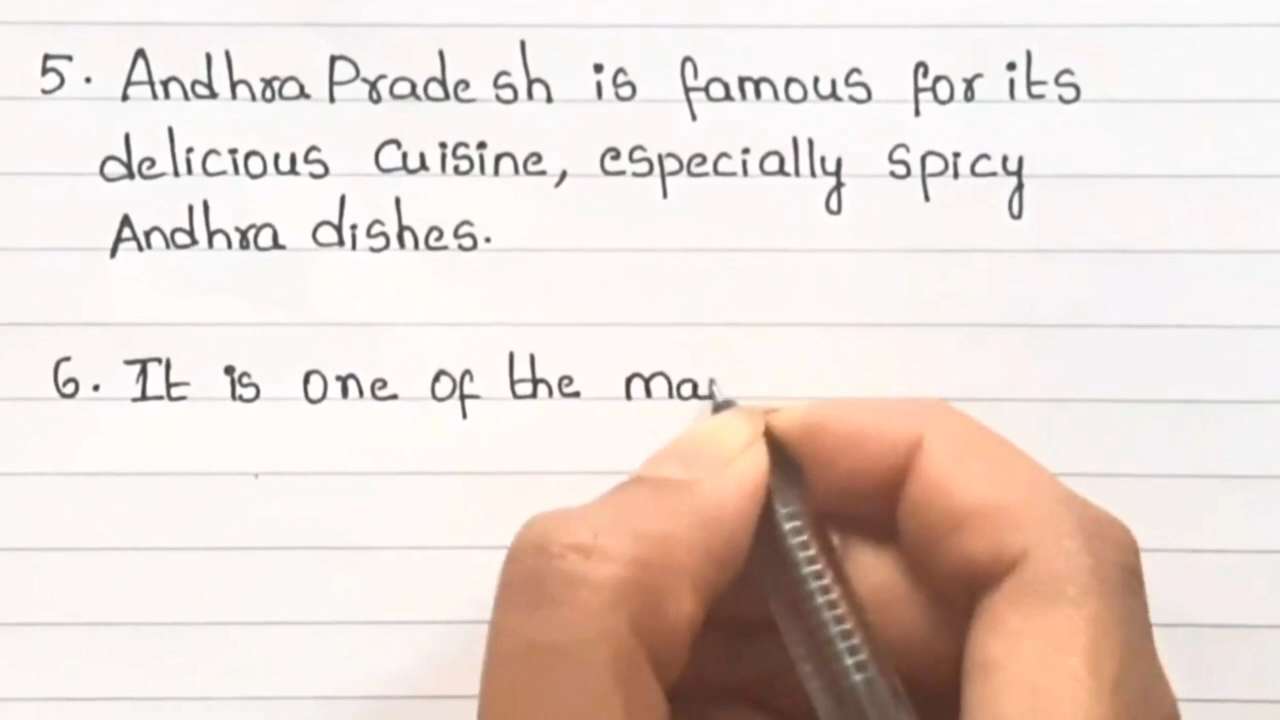 5. Andhra Pradesh is famous for its
delicious cuisine, especially spicy
Andhra dishes.
6. It is one of the